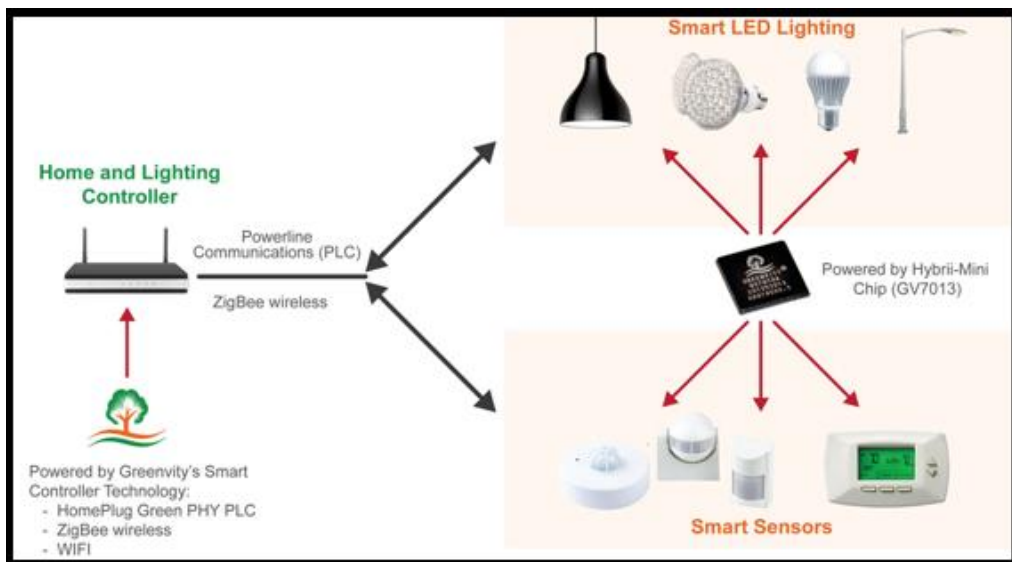 Smart LED Lighting
Home and Lighting
Controller
Powerline
Communications (PLC)
ZigBee wireless
Powered by Hybrii-Mini
Chip (GV7013)
Powered by Greenvity's Smart
Controller Technology:
- HomePlug Green PHY PLC
- ZigBee wireless
- WIFI
Smart Sensors